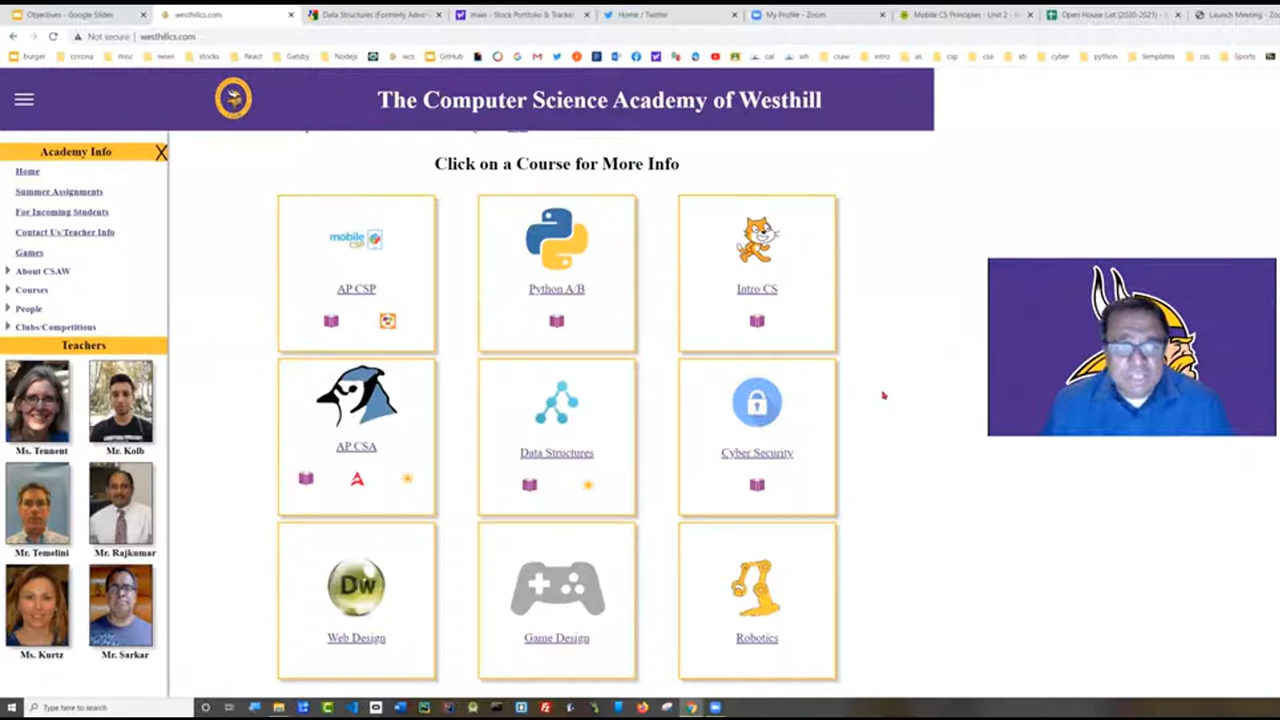 Objectives - Google Slides
westhillcs.com
Data Structures (Formerly Adv
main - Stock Portfolio & Tracke
Home / Twitter
My Profile - Zoom
Mobile CS Principles - Unit 2 -
Open House List (2020-2021) -
Launch Meeting - Zo
Not secure | westhillcs.com
burger
corona
misc
news
stocks
React
Gatsby
Nodejs
wcs
GitHub
cal
wh
csaw
intro
csp
csa
xb
cyber
python
templates
css
Sports
The Computer Science Academy of Westhill
Academy Info
X
Home
Summer Assignments
For Incoming Students
Contact Us/Teacher Info
Games
About CSAW
Courses
People
Clubs/Competitions
Teachers
Ms. Tennent
Mr. Kolb
Mr. Temelini
Mr. Rajkumar
Ms. Kurtz
Mr. Sarkar
Click on a Course for More Info
mobile
CSP
AP CSP
Python A/B
Intro CS
AP CSA
Data Structures
Cyber Security
Dw
Web Design
Game Design
Robotics
Type here to search